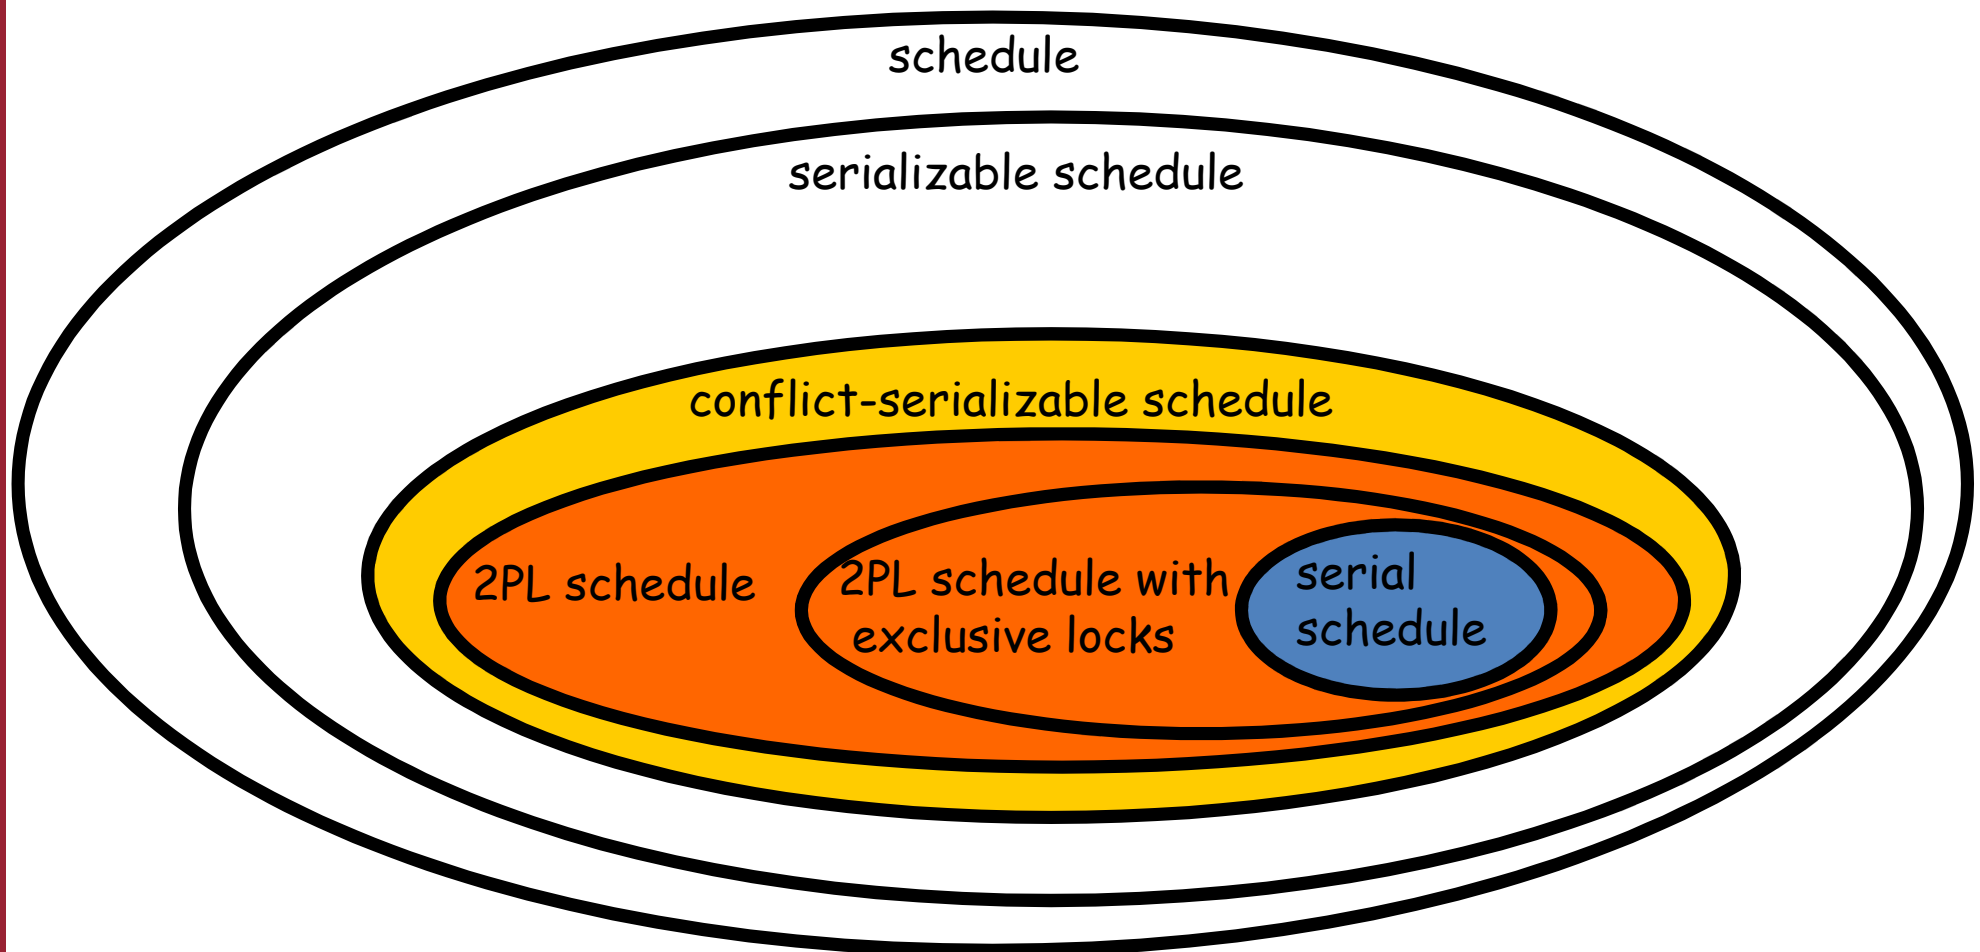 schedule
serializable schedule
conflict-serializable schedule
2PL schedule
2PL schedule with
exclusive locks
serial
schedule